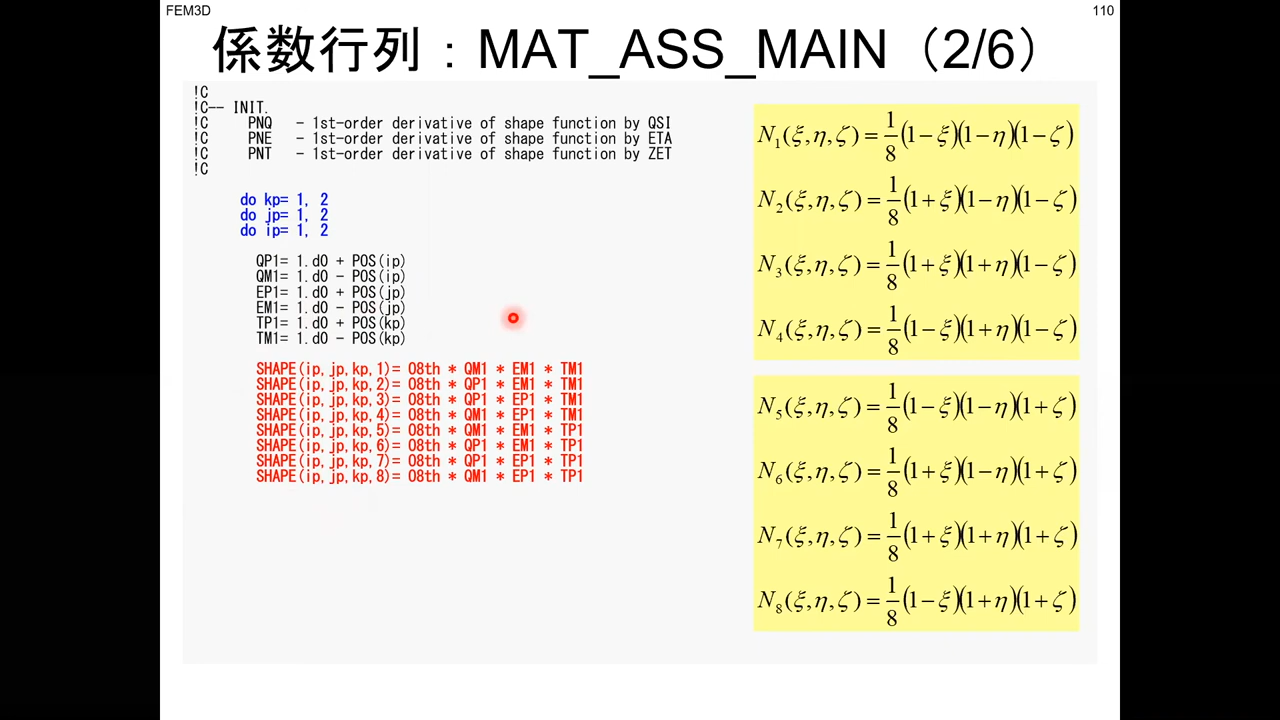 FEM3D
110
係数行列：MAT_ASS_MAIN（2/6）
!C
!C-- INIT.
!C     PNQ   - 1st-order derivative of shape function by QSI
!C     PNE   - 1st-order derivative of shape function by ETA
!C     PNT   - 1st-order derivative of shape function by ZET
!C
do kp= 1, 2
do jp= 1, 2
do ip= 1, 2
QP1= 1.d0 + POS(ip)
QM1= 1.d0 - POS(ip)
EP1= 1.d0 + POS(jp)
EM1= 1.d0 - POS(jp)
TP1= 1.d0 + POS(kp)
TM1= 1.d0 - POS(kp)
SHAPE(ip,jp,kp,1)= O8th * QM1 * EM1 * TM1
SHAPE(ip,jp,kp,2)= O8th * QP1 * EM1 * TM1
SHAPE(ip,jp,kp,3)= O8th * QP1 * EP1 * TM1
SHAPE(ip,jp,kp,4)= O8th * QM1 * EP1 * TM1
SHAPE(ip,jp,kp,5)= O8th * QM1 * EM1 * TP1
SHAPE(ip,jp,kp,6)= O8th * QP1 * EM1 * TP1
SHAPE(ip,jp,kp,7)= O8th * QP1 * EP1 * TP1
SHAPE(ip,jp,kp,8)= O8th * QM1 * EP1 * TP1
N₁(ξ,η,ζ)=1/8(1−ξ)(1−η)(1−ζ)
N₂(ξ,η,ζ)=1/8(1+ξ)(1−η)(1−ζ)
N₃(ξ,η,ζ)=1/8(1+ξ)(1+η)(1−ζ)
N₄(ξ,η,ζ)=1/8(1−ξ)(1+η)(1−ζ)
N₅(ξ,η,ζ)=1/8(1−ξ)(1−η)(1+ζ)
N₆(ξ,η,ζ)=1/8(1+ξ)(1−η)(1+ζ)
N₇(ξ,η,ζ)=1/8(1+ξ)(1+η)(1+ζ)
N₈(ξ,η,ζ)=1/8(1−ξ)(1+η)(1+ζ)